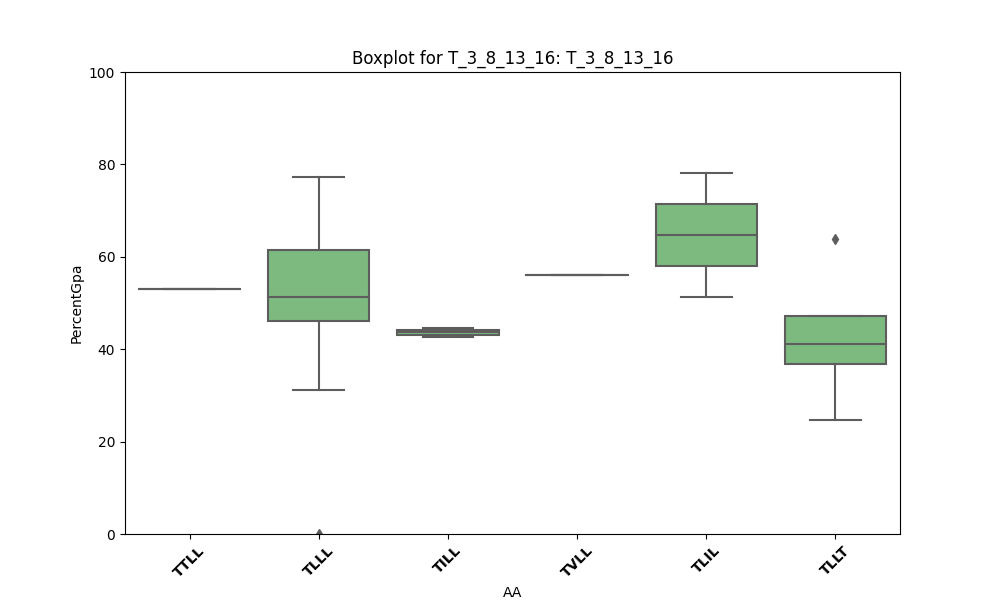 Boxplot for T_3_8_13_16: T_3_8_13_16
100
80
60
40
20
0
PercentGpa
TTLL
TLLL
TILL
TVLL
TLIL
TLLT
AA